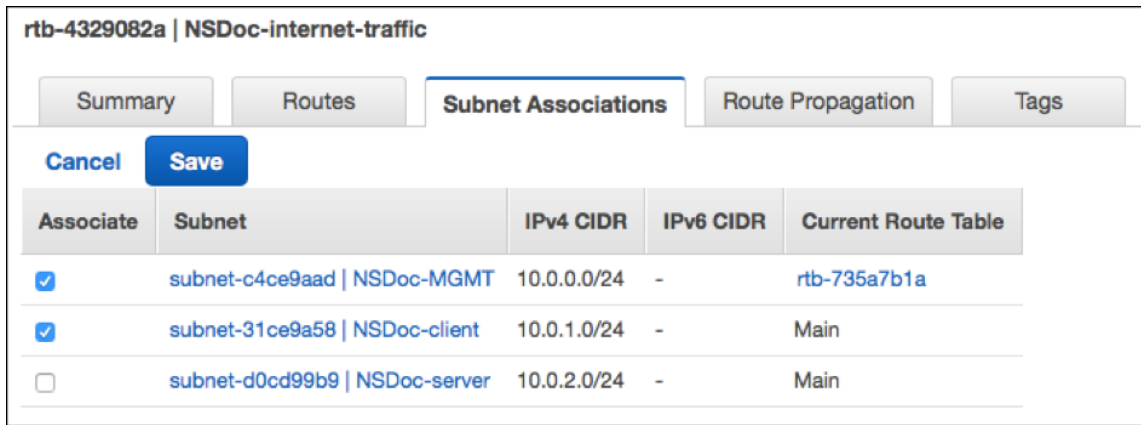 rtb-4329082a | NSDoc-internet-traffic
Summary Routes Subnet Associations Route Propagation Tags
Cancel Save
Associate Subnet IPv4 CIDR IPv6 CIDR Current Route Table
subnet-c4ce9aad | NSDoc-MGMT 10.0.0.0/24 - rtb-735a7b1a
subnet-31ce9a58 | NSDoc-client 10.0.1.0/24 - Main
subnet-d0cd99b9 | NSDoc-server 10.0.2.0/24 - Main